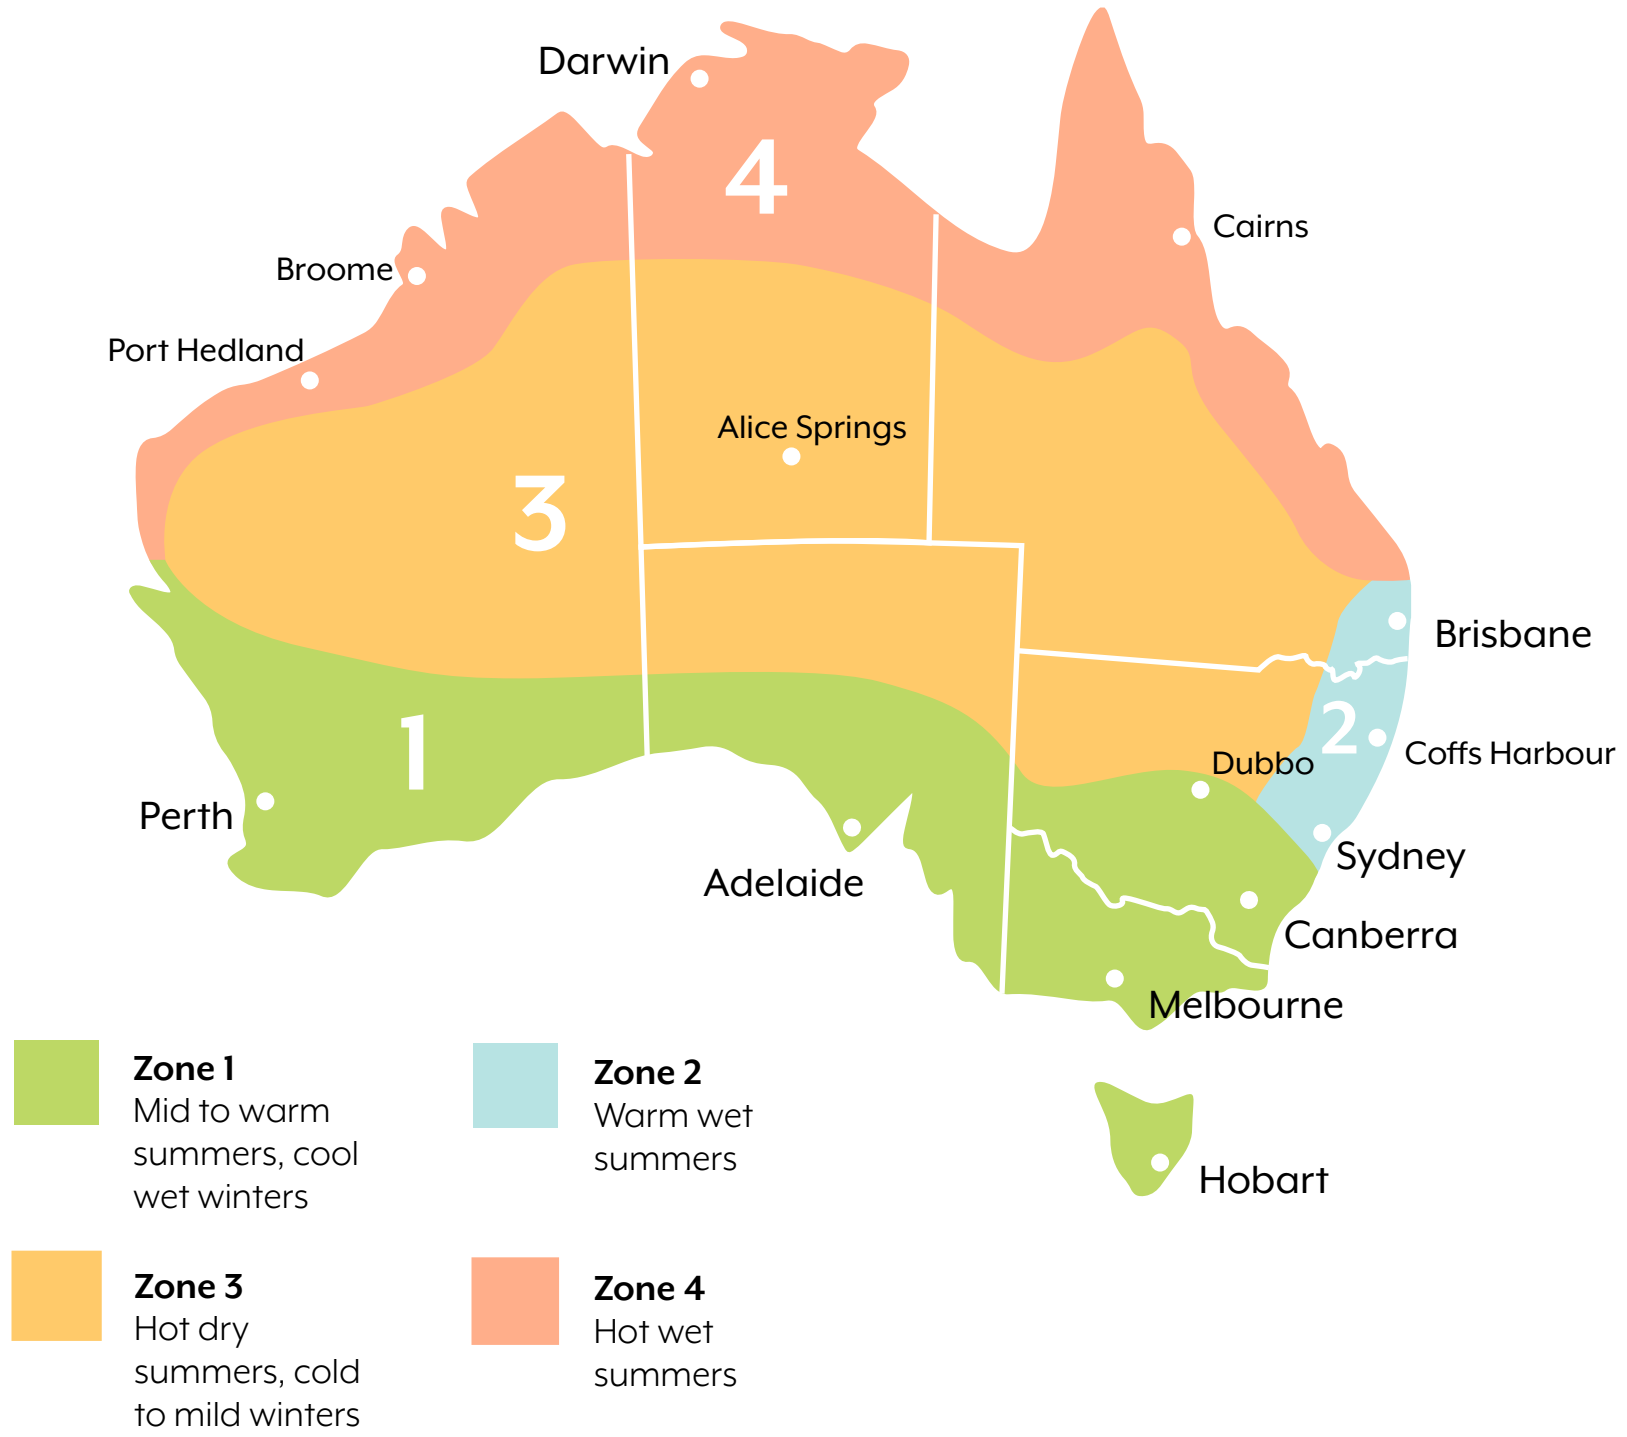 Darwin
4
Cairns
Broome
Port Hedland
Alice Springs
3
Brisbane
2
1
Coffs Harbour
Dubbo
Perth
Sydney
Adelaide
Canberra
Melbourne
Zone 1
Mid to warm
summers, cool
wet winters
Zone 2
Warm wet
summers
Hobart
Zone 3
Hot dry
summers, cold
to mild winters
Zone 4
Hot wet
summers